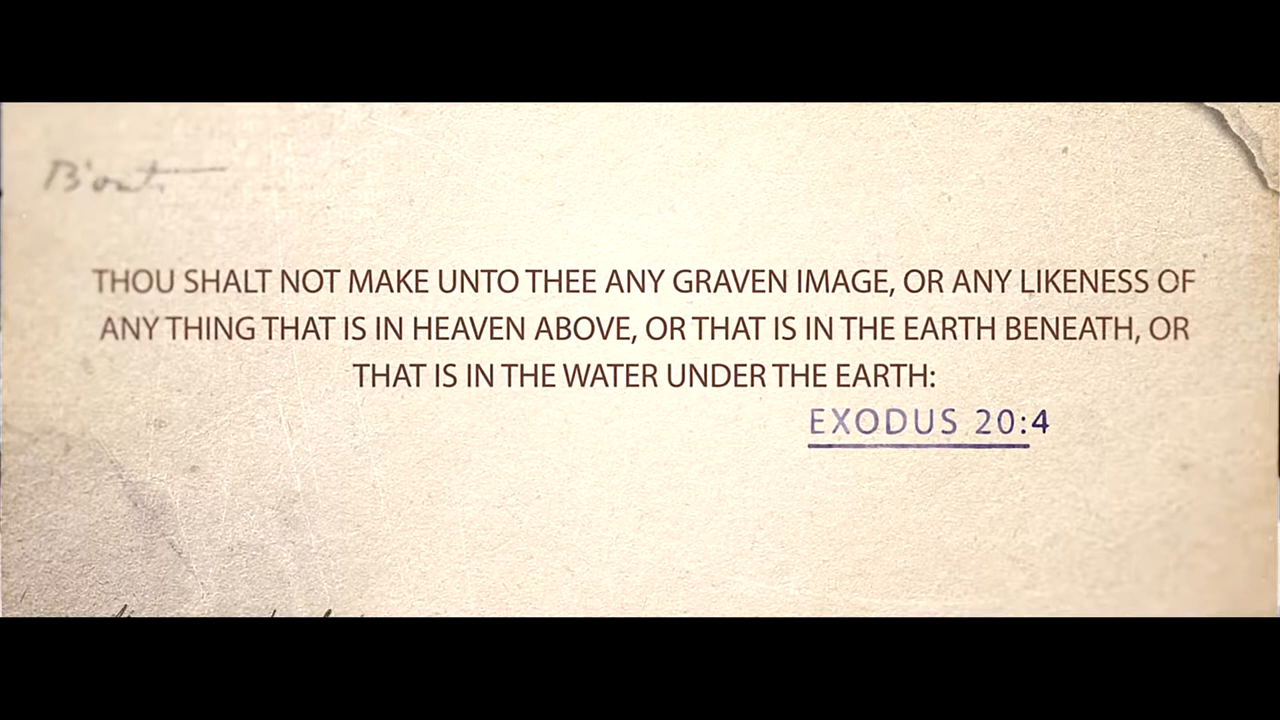 THOU SHALT NOT MAKE UNTO THEE ANY GRAVEN IMAGE, OR ANY LIKENESS OF
ANY THING THAT IS IN HEAVEN ABOVE, OR THAT IS IN THE EARTH BENEATH, OR
THAT IS IN THE WATER UNDER THE EARTH:
EXODUS 20:4